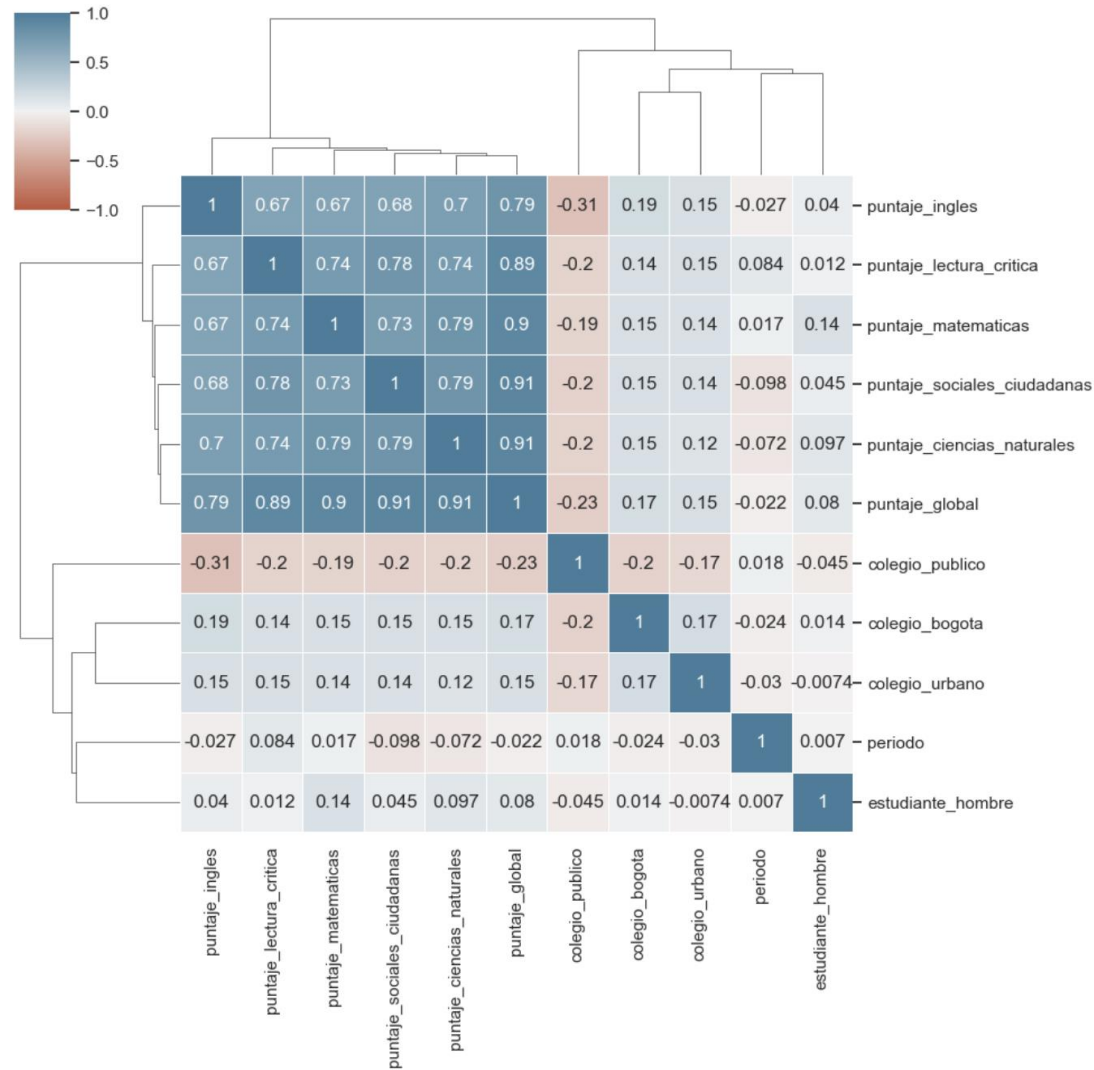 1.0
0.5
0.0
−0.5
−1.0
1 0.67 0.67 0.68 0.7 0.79 -0.31 0.19 0.15 -0.027 0.04 puntaje_ingles
0.67 1 0.74 0.78 0.74 0.89 -0.2 0.14 0.15 0.084 0.012 puntaje_lectura_critica
0.67 0.74 1 0.73 0.79 0.9 -0.19 0.15 0.14 0.017 0.14 puntaje_matematicas
0.68 0.78 0.73 1 0.79 0.91 -0.2 0.15 0.14 -0.098 0.045 puntaje_sociales_ciudadanas
0.7 0.74 0.79 0.79 1 0.91 -0.2 0.15 0.12 -0.072 0.097 puntaje_ciencias_naturales
0.79 0.89 0.9 0.91 0.91 1 -0.23 0.17 0.15 -0.022 0.08 puntaje_global
-0.31 -0.2 -0.19 -0.2 -0.2 -0.23 1 -0.2 -0.17 0.018 -0.045 colegio_publico
0.19 0.14 0.15 0.15 0.15 0.17 -0.2 1 0.17 -0.024 0.014 colegio_bogota
0.15 0.15 0.14 0.14 0.12 0.15 -0.17 0.17 1 -0.03 -0.0074 colegio_urbano
-0.027 0.084 0.017 -0.098 -0.072 -0.022 0.018 -0.024 -0.03 1 0.007 periodo
0.04 0.012 0.14 0.045 0.097 0.08 -0.045 0.014 -0.0074 0.007 1 estudiante_hombre
puntaje_ingles
puntaje_lectura_critica
puntaje_matematicas
puntaje_sociales_ciudadanas
puntaje_ciencias_naturales
puntaje_global
colegio_publico
colegio_bogota
colegio_urbano
periodo
estudiante_hombre